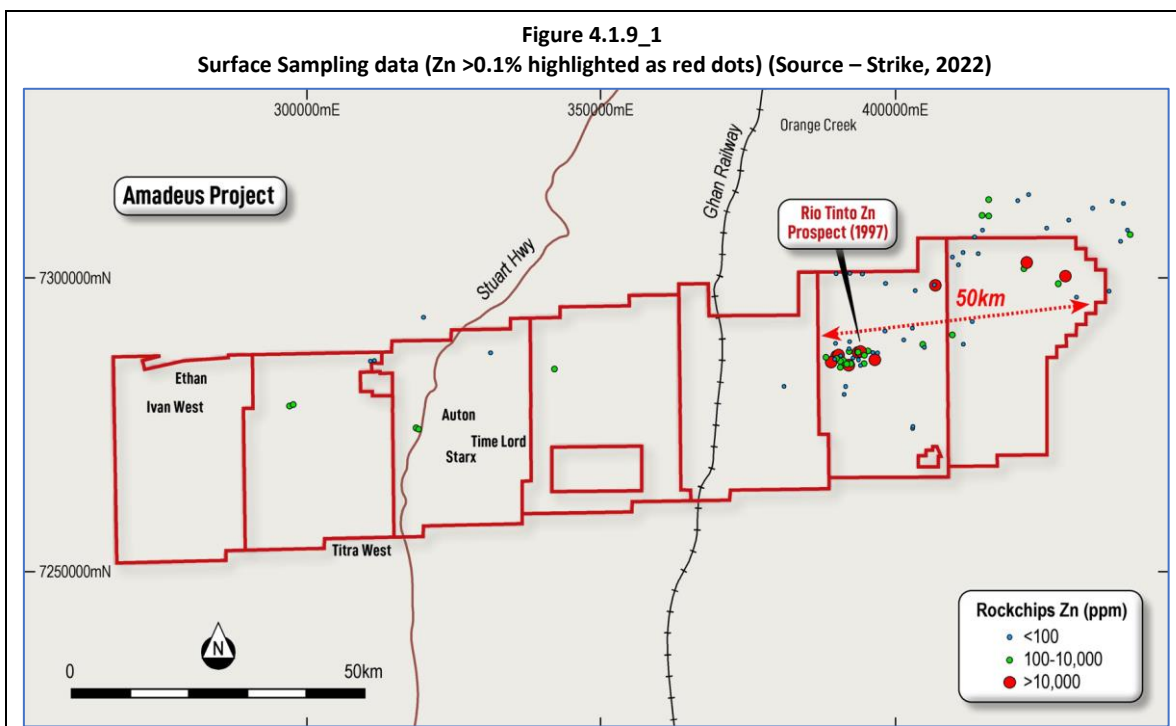 Figure 4.1.9_1
Surface Sampling data (Zn >0.1% highlighted as red dots) (Source – Strike, 2022)
300000mE
350000mE
400000mE
Orange Creek
Amadeus Project
Stuart Hwy
Ghan Railway
Rio Tinto Zn
Prospect (1997)
7300000mN
50km
Ethan
Ivan West
Auton
Time Lord
Starx
Titra West
7250000mN
N
0
50km
Rockchips Zn (ppm)
<100
100-10,000
>10,000